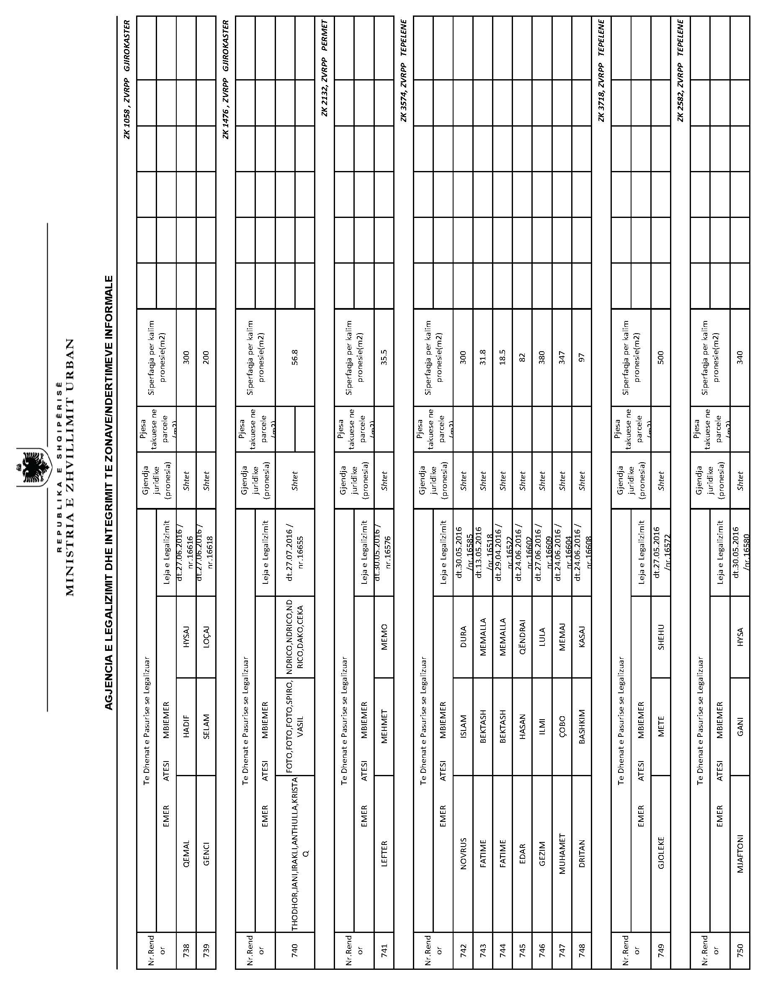 REPUBLIKA E SHQIPËRISË
MINISTRIA E ZHVILLIMIT URBAN
AGJENCIA E LEGALIZIMIT DHE INTEGRIMIT TE ZONAVE/NDERTIMEVE INFORMALE
ZK 1058 , ZVRPP GJIROKASTER
Nr.Rendor Te Dhenat e Pasurise se Legalizuar Gjendja juridike (pronesia) Pjesa takuese ne parcele (m2) Siperfaqja per kalim pronesie(m2)
EMER ATESI MBIEMER Leja e Legalizimit
738 QEMAL HADIF HYSAJ dt.27.06.2016 / nr.16616 Shtet 300
739 GENCI SELAM LOÇAJ dt.27.06.2016 / nr.16618 Shtet 200
ZK 1476 , ZVRPP GJIROKASTER
Nr.Rendor Te Dhenat e Pasurise se Legalizuar Gjendja juridike (pronesia) Pjesa takuese ne parcele (m2) Siperfaqja per kalim pronesie(m2)
EMER ATESI MBIEMER Leja e Legalizimit
740 THODHOR,JANI,IRAKLI,ANTHULLA,KRISTAQ FOTO,FOTO,FOTO,SPIRO,VASIL NDRICO,NDRICO,NDRICO,DAKO,CEKA dt.27.07.2016 / nr.16655 Shtet 56.8
ZK 2132, ZVRPP PERMET
Nr.Rendor Te Dhenat e Pasurise se Legalizuar Gjendja juridike (pronesia) Pjesa takuese ne parcele (m2) Siperfaqja per kalim pronesie(m2)
EMER ATESI MBIEMER Leja e Legalizimit
741 LEFTER MEHMET MEMO dt.30.05.2016 / nr.16576 Shtet 35.5
ZK 3574, ZVRPP TEPELENE
Nr.Rendor Te Dhenat e Pasurise se Legalizuar Gjendja juridike (pronesia) Pjesa takuese ne parcele (m2) Siperfaqja per kalim pronesie(m2)
EMER ATESI MBIEMER Leja e Legalizimit
742 NOVRUS ISLAM DURA dt.30.05.2016 /nr.16585 Shtet 300
743 FATIME BEKTASH MEMALLA dt.13.05.2016 /nr.16518 Shtet 31.8
744 FATIME BEKTASH MEMALLA dt.29.04.2016 / nr.16522 Shtet 18.5
745 EDAR HASAN QËNDRAI dt.24.06.2016 / nr.16602 Shtet 82
746 GEZIM ILMI LULA dt.27.06.2016 / nr.16609 Shtet 380
747 MUHAMET ÇOBO MEMAJ dt.24.06.2016 / nr.16604 Shtet 347
748 DRITAN BASHKIM KASAJ dt.24.06.2016 / nr.16608 Shtet 97
ZK 3718, ZVRPP TEPELENE
Nr.Rendor Te Dhenat e Pasurise se Legalizuar Gjendja juridike (pronesia) Pjesa takuese ne parcele (m2) Siperfaqja per kalim pronesie(m2)
EMER ATESI MBIEMER Leja e Legalizimit
749 GJOLEKE METE SHEHU dt.27.05.2016 /nr.16572 Shtet 500
ZK 2582, ZVRPP TEPELENE
Nr.Rendor Te Dhenat e Pasurise se Legalizuar Gjendja juridike (pronesia) Pjesa takuese ne parcele (m2) Siperfaqja per kalim pronesie(m2)
EMER ATESI MBIEMER Leja e Legalizimit
750 MJAFTONI GANI HYSA dt.30.05.2016 /nr.16580 Shtet 340